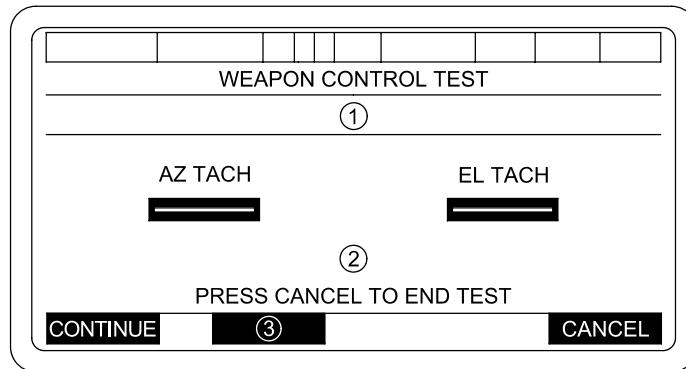 WEAPON CONTROL TEST
①
AZ TACH EL TACH
②
PRESS CANCEL TO END TEST
CONTINUE ③ CANCEL